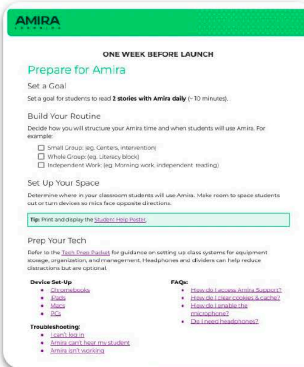 AMIRA
LEARNING
ONE WEEK BEFORE LAUNCH
Prepare for Amira
Set a Goal
Set a goal for students to read 2 stories with Amira daily (~ 10 minutes).
Build Your Routine
Decide how you will structure your Amira time and when students will use Amira. For
example:
Small Group: (eg. Centers, Intervention)
Whole Group: (eg. Literacy block)
Independent Work: (eg. Morning work, independent reading)
Set Up Your Space
Determine where in your classroom students will use Amira. Make room to space students
out or turn devices so mics face opposite directions.
Tip: Print and display the Student Help Poster.
Prep Your Tech
Refer to the Tech Prep Packet for guidance on setting up class systems for equipment
storage, organization, and management. Headphones and dividers can help reduce
distractions but are optional.
Device Set-Up
Chromebooks
iPads
Macs
PCs
Troubleshooting:
I can't log in
Amira can't hear my student
Amira isn't working
FAQs:
How do I access Amira Support?
How do I clear cookies & cache?
How do I enable the
microphone?
Do I need headphones?